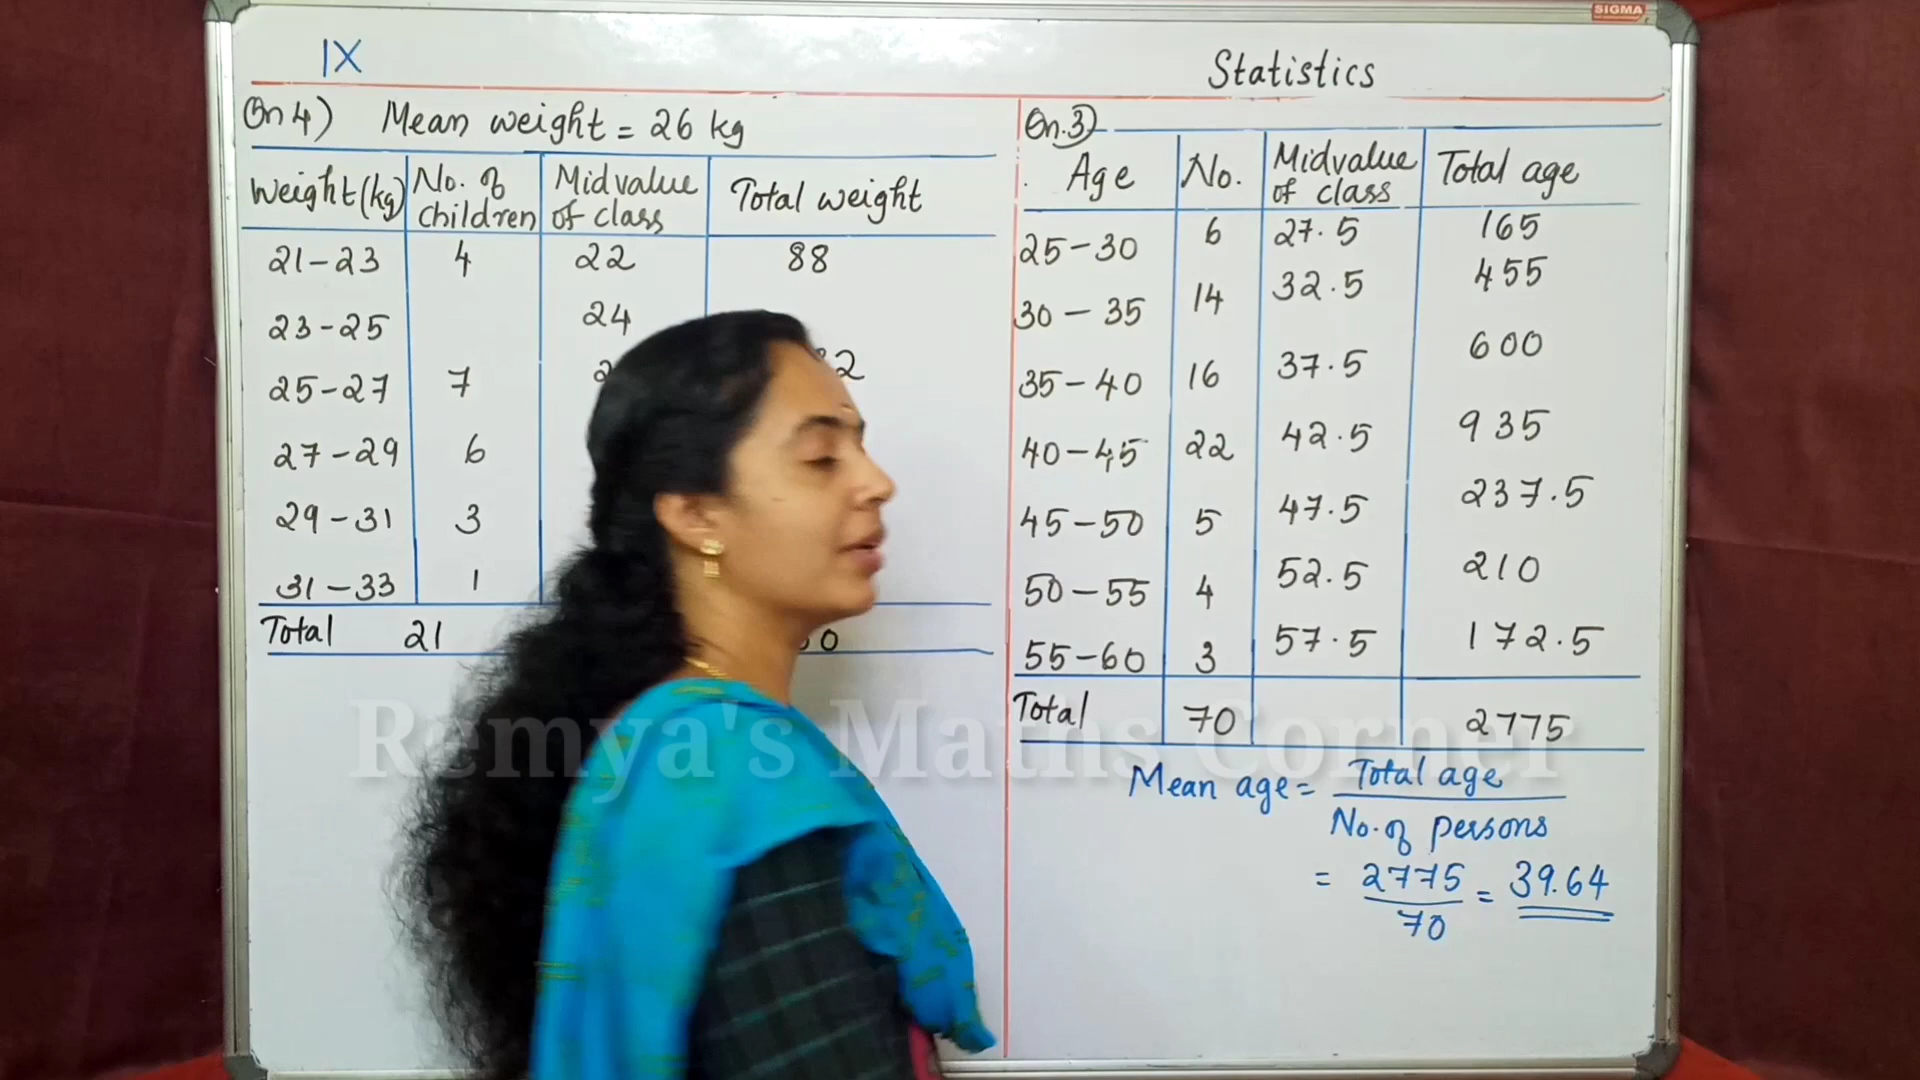 SIGMA
IX
Statistics
Qn 4) Mean weight = 26 kg
Weight (kg) No. of children Midvalue of class Total weight
21-23 4 22 88
23-25 24
25-27 7
27-29 6
29-31 3
31-33 1
Total 21
Qn.3)
Age No. Midvalue of class Total age
25-30 6 27.5 165
30-35 14 32.5 455
35-40 16 37.5 600
40-45 22 42.5 935
45-50 5 47.5 237.5
50-55 4 52.5 210
55-60 3 57.5 172.5
Total 70 2775
Mean age = Total age
No. of persons
= 2775 = 39.64
70
Remya's Maths Corner